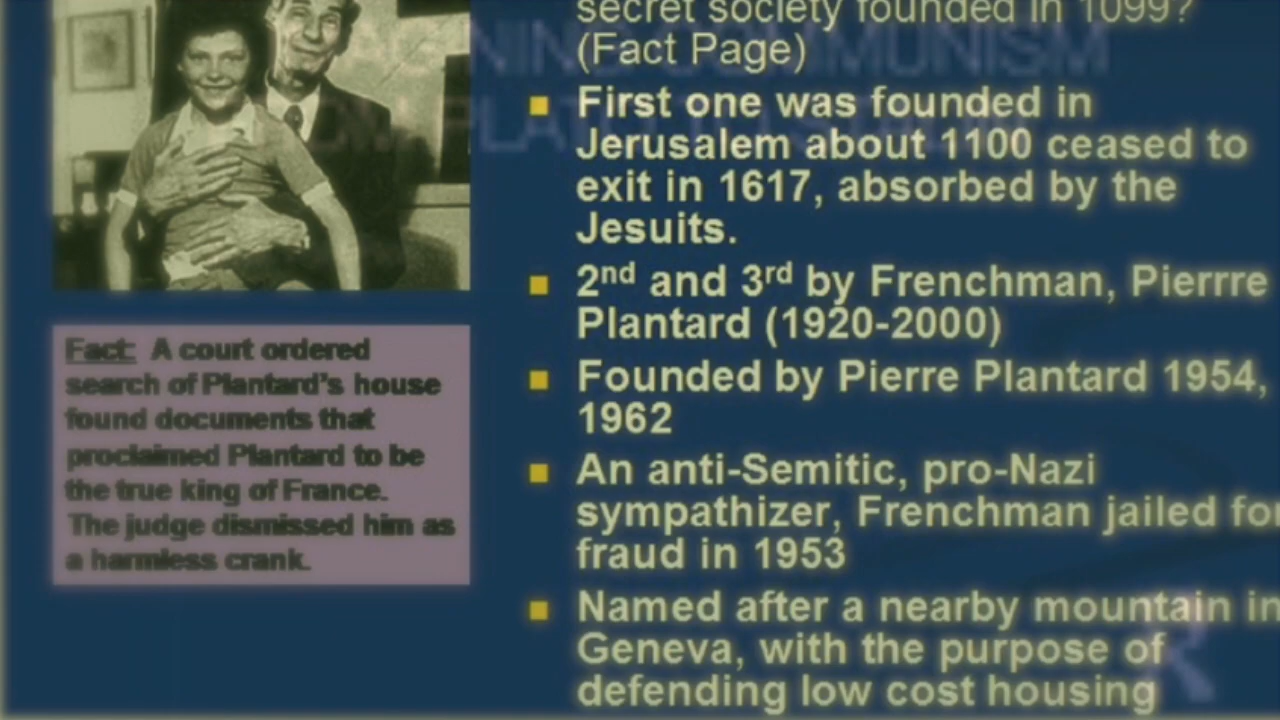 secret society founded in 1099?
(Fact Page)
First one was founded in
Jerusalem about 1100 ceased to
exit in 1617, absorbed by the
Jesuits.
2nd and 3rd by Frenchman, Pierrre
Plantard (1920-2000)
Founded by Pierre Plantard 1954,
1962
An anti-Semitic, pro-Nazi
sympathizer, Frenchman jailed for
fraud in 1953
Named after a nearby mountain in
Geneva, with the purpose of
defending low cost housing
Fact: A court ordered
search of Plantard's house
found documents that
proclaimed Plantard to be
the true king of France.
The judge dismissed him as
a harmless crank.
COMMUNISM